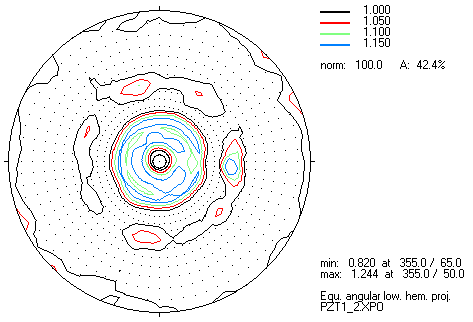 1.000
1.050
1.100
1.150
norm: 100.0 A: 42.4%
min: 0.820 at 355.0 / 65.0
max: 1.244 at 355.0 / 50.0
Equ. angular low. hem. proj.
PZT1_2.XPO